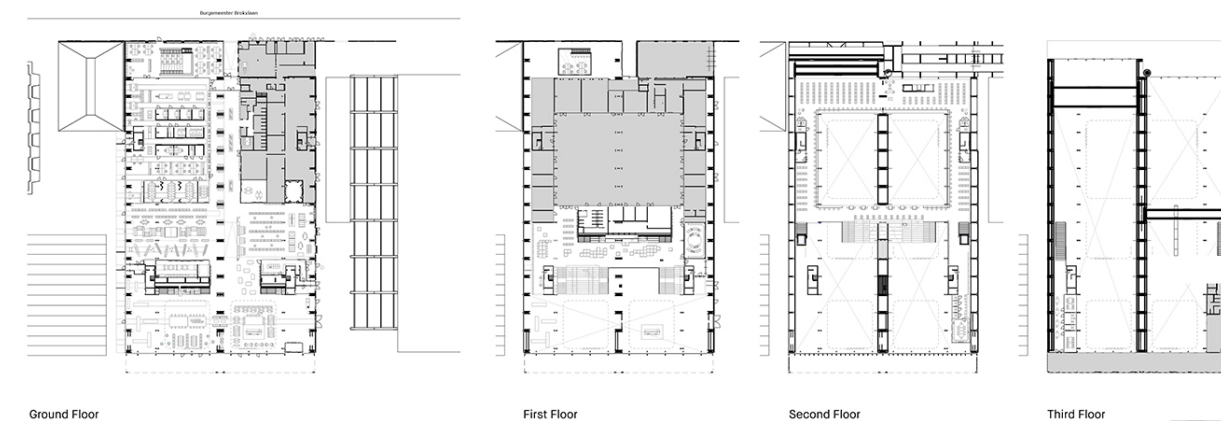 Burgemeester Brokxlaan
Ground Floor
First Floor
Second Floor
Third Floor